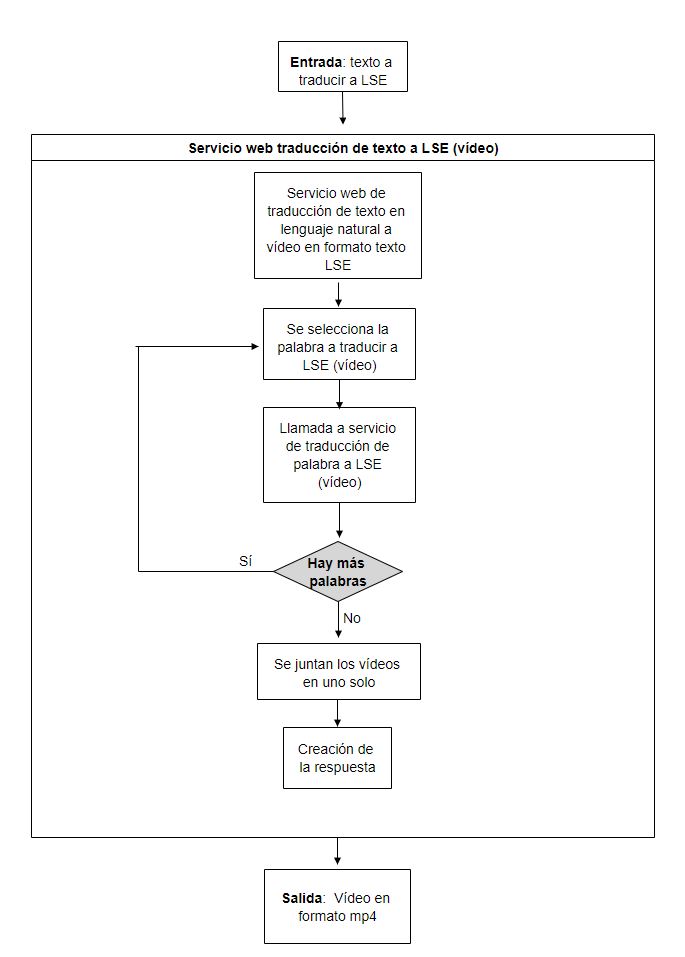 Entrada: texto a
traducir a LSE
Servicio web traducción de texto a LSE (vídeo)
Servicio web de
traducción de texto en
lenguaje natural a
vídeo en formato texto
LSE
Se selecciona la
palabra a traducir a
LSE (vídeo)
Llamada a servicio
de traducción de
palabra a LSE
(vídeo)
Hay más
palabras
Sí
No
Se juntan los vídeos
en uno solo
Creación de
la respuesta
Salida: Vídeo en
formato mp4